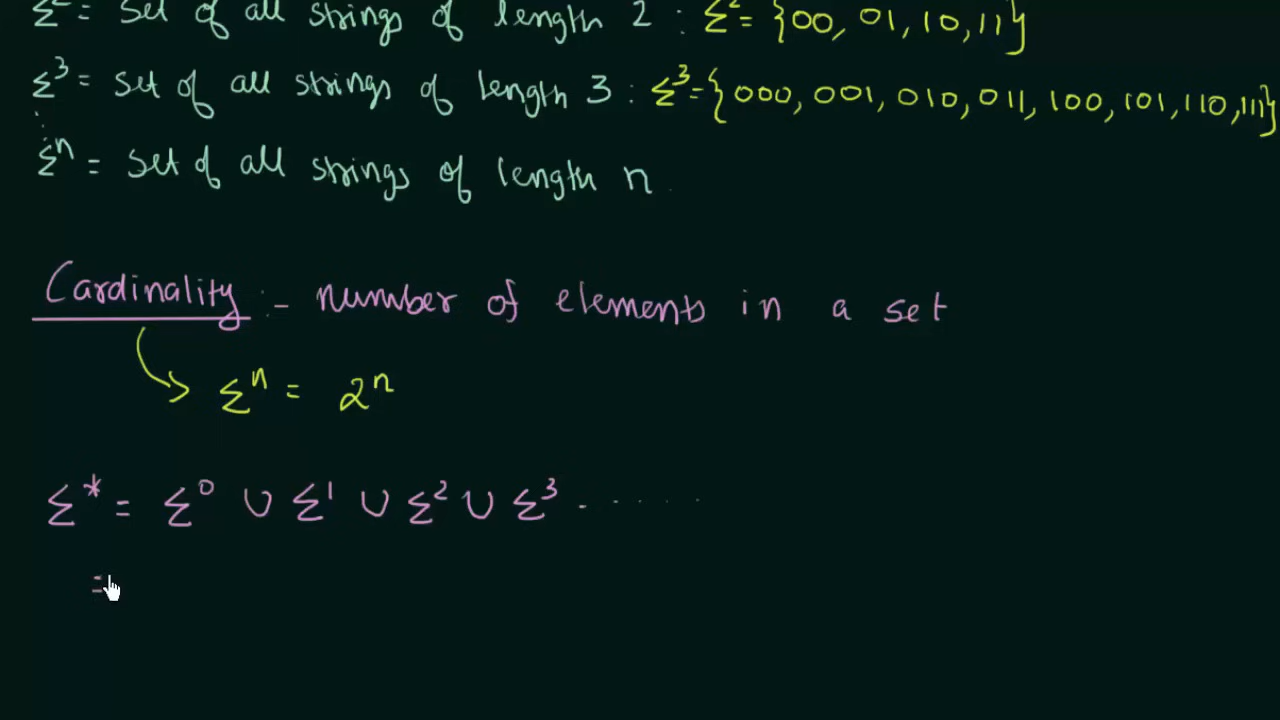 Σ² = Set of all strings of length 2 : Σ² = {00, 01, 10, 11}
Σ³ = Set of all strings of length 3 : Σ³ = {000, 001, 010, 011, 100, 101, 110, 111}
:
Σⁿ = Set of all strings of length n
Cardinality :- number of elements in a set
Σⁿ = 2ⁿ
Σ* = Σ⁰ ∪ Σ¹ ∪ Σ² ∪ Σ³ . . . . . .
=